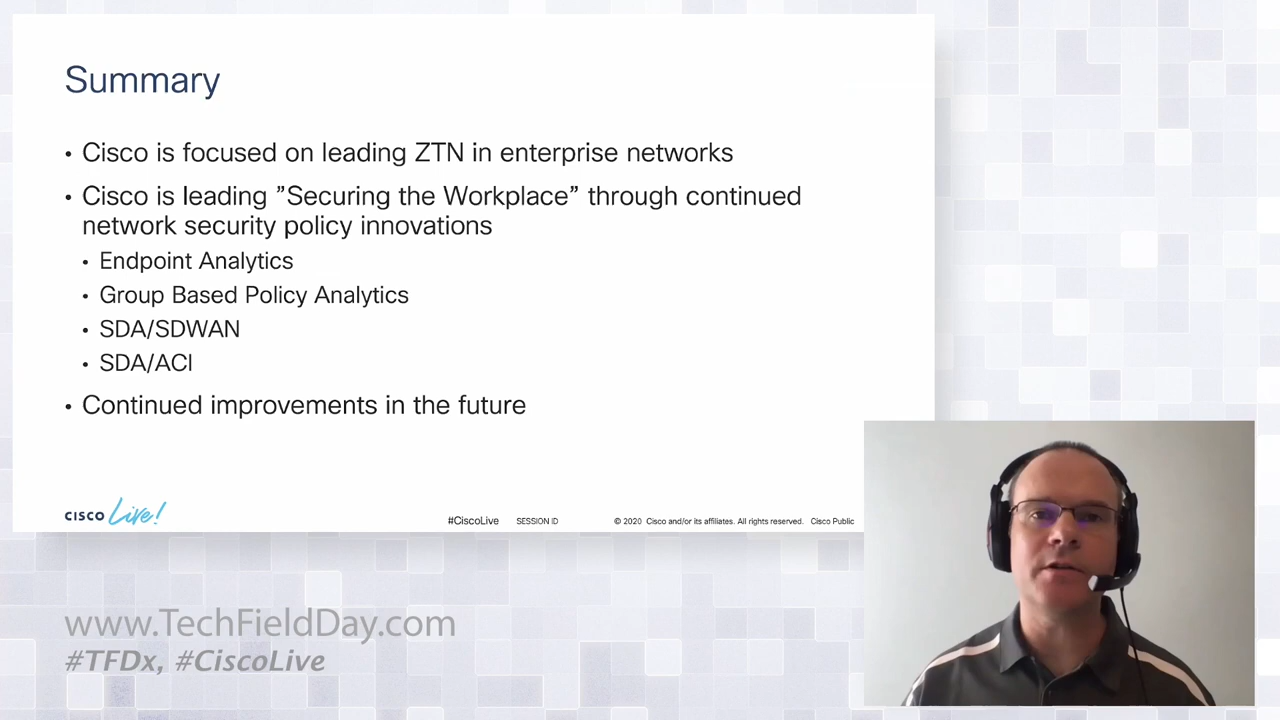 Summary
• Cisco is focused on leading ZTN in enterprise networks
• Cisco is leading ”Securing the Workplace” through continued
network security policy innovations
• Endpoint Analytics
• Group Based Policy Analytics
• SDA/SDWAN
• SDA/ACI
• Continued improvements in the future
CISCO Live!
#CiscoLive SESSION ID © 2020 Cisco and/or its affiliates. All rights reserved. Cisco Public
www.TechFieldDay.com
#TFDx, #CiscoLive